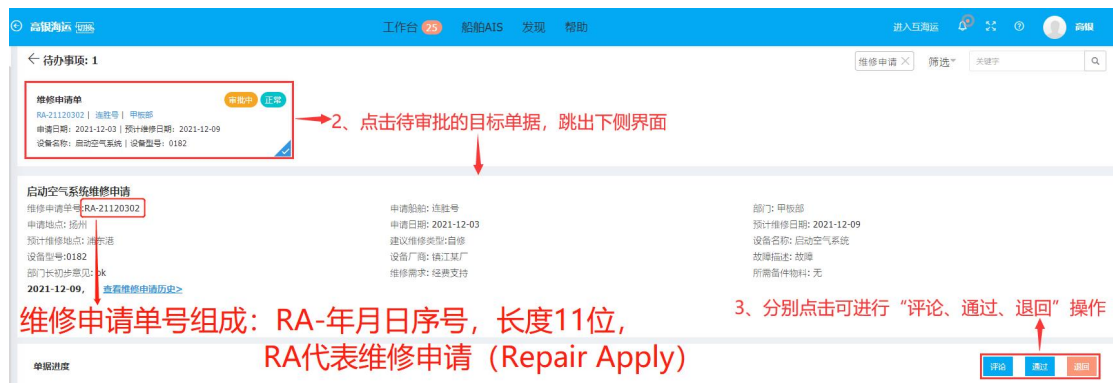 高银海运 切换 工作台 25 船舶AIS 发现 帮助 进入互海运 高银
← 待办事项: 1 维修申请 × 筛选 关键字
维修申请单 审批中 正常
RA-21120302 | 连胜号 | 甲板部
申请日期: 2021-12-03 | 预计维修日期: 2021-12-09
设备名称: 启动空气系统 | 设备型号: 0182
2、点击待审批的目标单据，跳出下侧界面
启动空气系统维修申请
维修申请单号:RA-21120302 申请船舶: 连胜号 部门: 甲板部
申请地点: 扬州 申请日期: 2021-12-03 预计维修日期: 2021-12-09
预计维修地点: 浦东港 建议维修类型:自修 设备名称: 启动空气系统
设备型号:0182 设备厂商: 镇江某厂 故障描述: 故障
部门长初步意见: ok 维修需求: 经费支持 所需备件物料: 无
2021-12-09, 查看维修申请历史>
维修申请单号组成：RA-年月日序号，长度11位，
RA代表维修申请（Repair Apply）
3、分别点击可进行“评论、通过、退回”操作
单据进度 评论 通过 退回